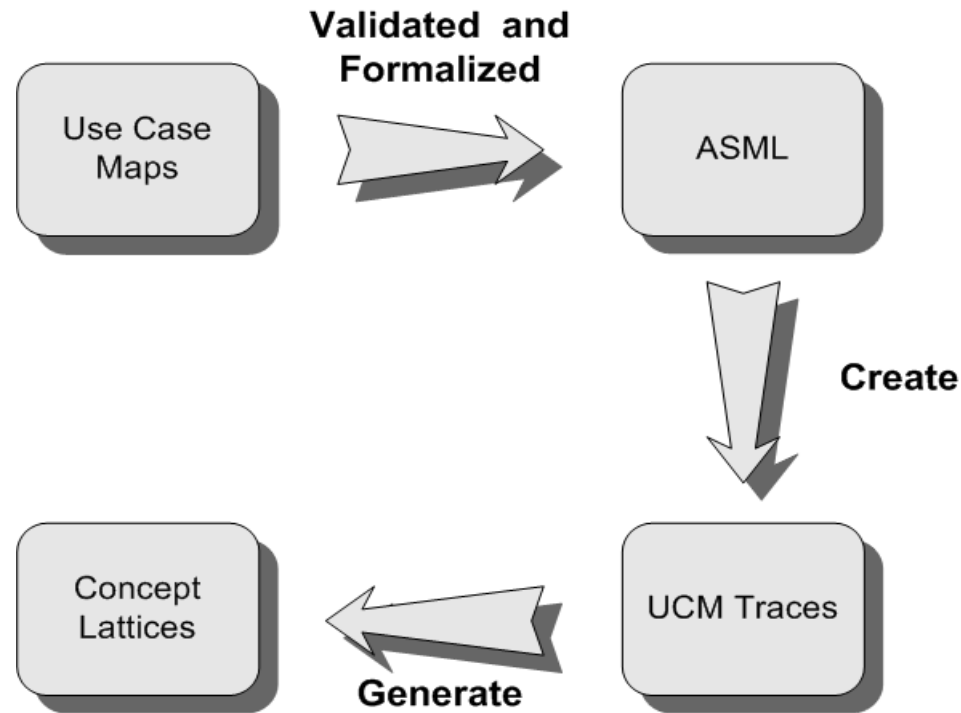 Validated and
Formalized
Use Case
Maps
ASML
Create
Concept
Lattices
UCM Traces
Generate